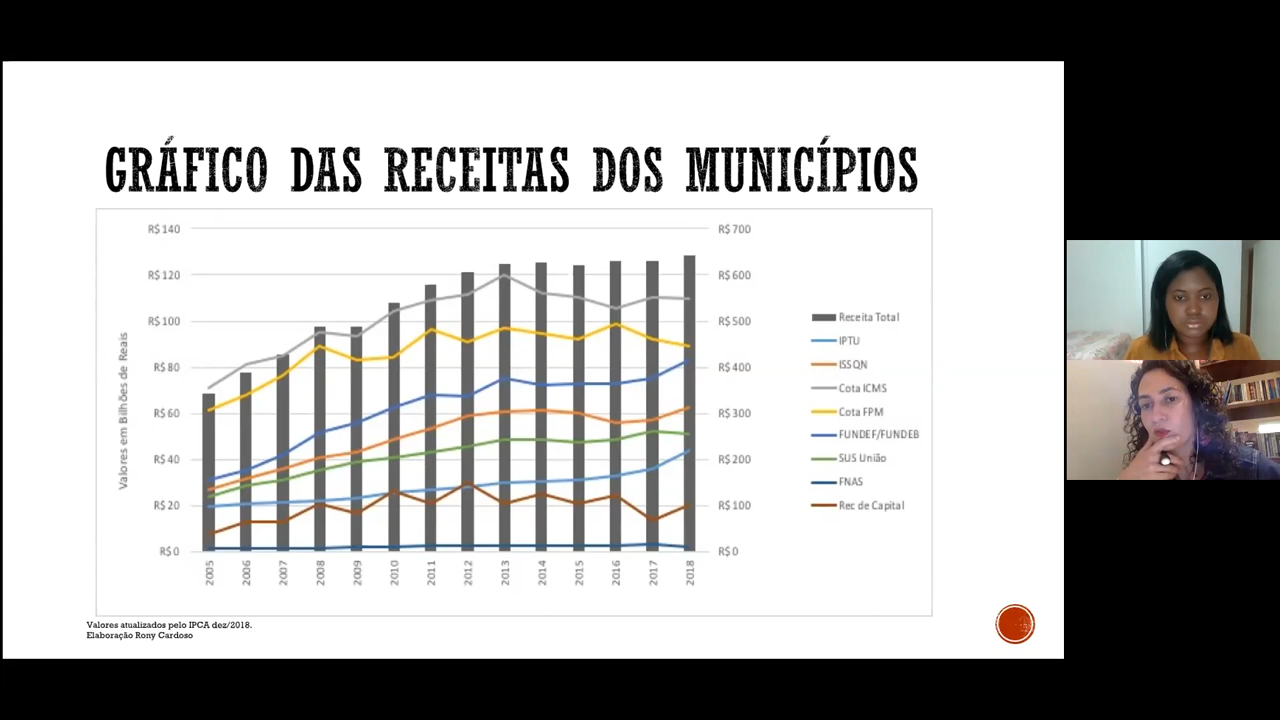 GRÁFICO DAS RECEITAS DOS MUNICÍPIOS
Valores em Bilhões de Reais
R$ 140
R$ 120
R$ 100
R$ 80
R$ 60
R$ 40
R$ 20
R$ 0
R$ 700
R$ 600
R$ 500
R$ 400
R$ 300
R$ 200
R$ 100
R$ 0
2005
2006
2007
2008
2009
2010
2011
2012
2013
2014
2015
2016
2017
2018
Receita Total
IPTU
ISSQN
Cota ICMS
Cota FPM
FUNDEF/FUNDEB
SUS União
FNAS
Rec de Capital
Valores atualizados pelo IPCA dez/2018.
Elaboração Rony Cardoso